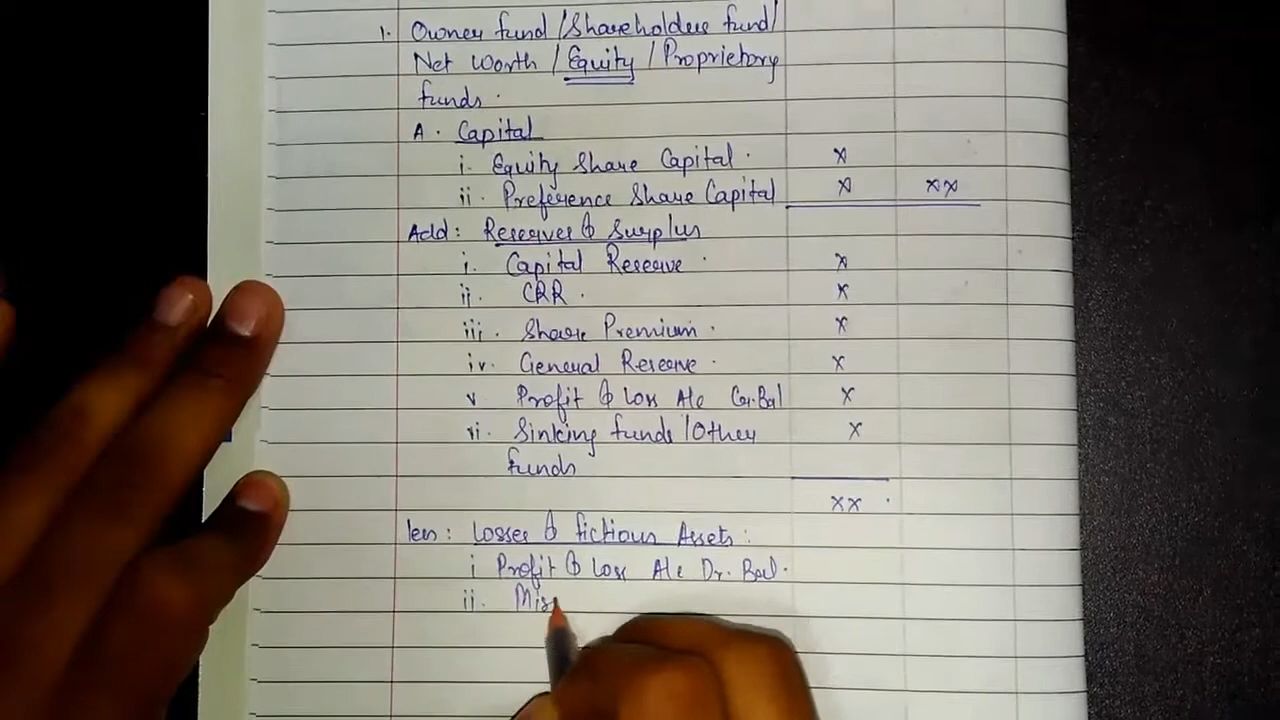 1. Owner fund / Shareholders fund /
Net worth / Equity / Proprietory
funds.
A. Capital
i. Equity Share Capital. x
ii. Preference Share Capital x xx
Add: Reserves & Surplus
i. Capital Reserve. x
ii. CRR. x
iii. Share Premium. x
iv. General Reserve. x
v Profit & Loss A/c Cr. Bal x
vi. Sinking funds / Other x
funds
xx
less: Losses & fictious Assets:
i Profit & Loss A/c Dr. Bal.
ii. Mis